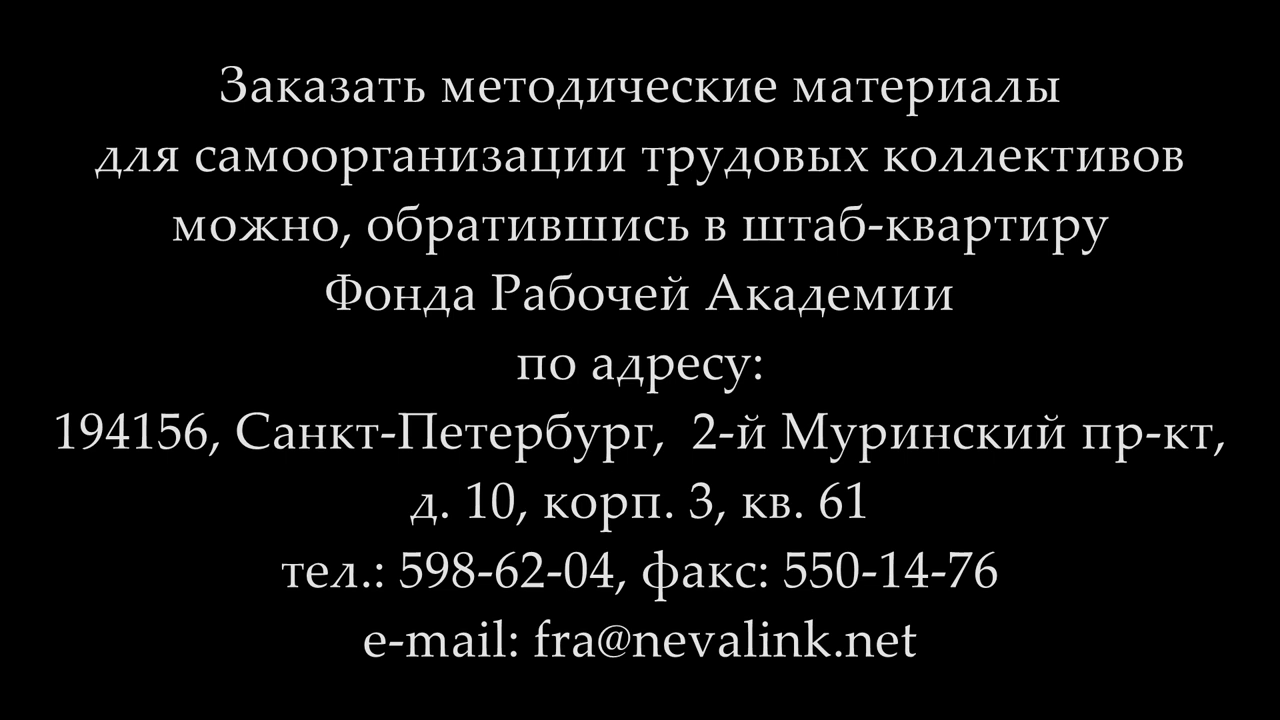 Заказать методические материалы
для самоорганизации трудовых коллективов
можно, обратившись в штаб-квартиру
Фонда Рабочей Академии
по адресу:
194156, Санкт-Петербург,  2-й Муринский пр-кт,
д. 10, корп. 3, кв. 61
тел.: 598-62-04, факс: 550-14-76
e-mail: fra@nevalink.net